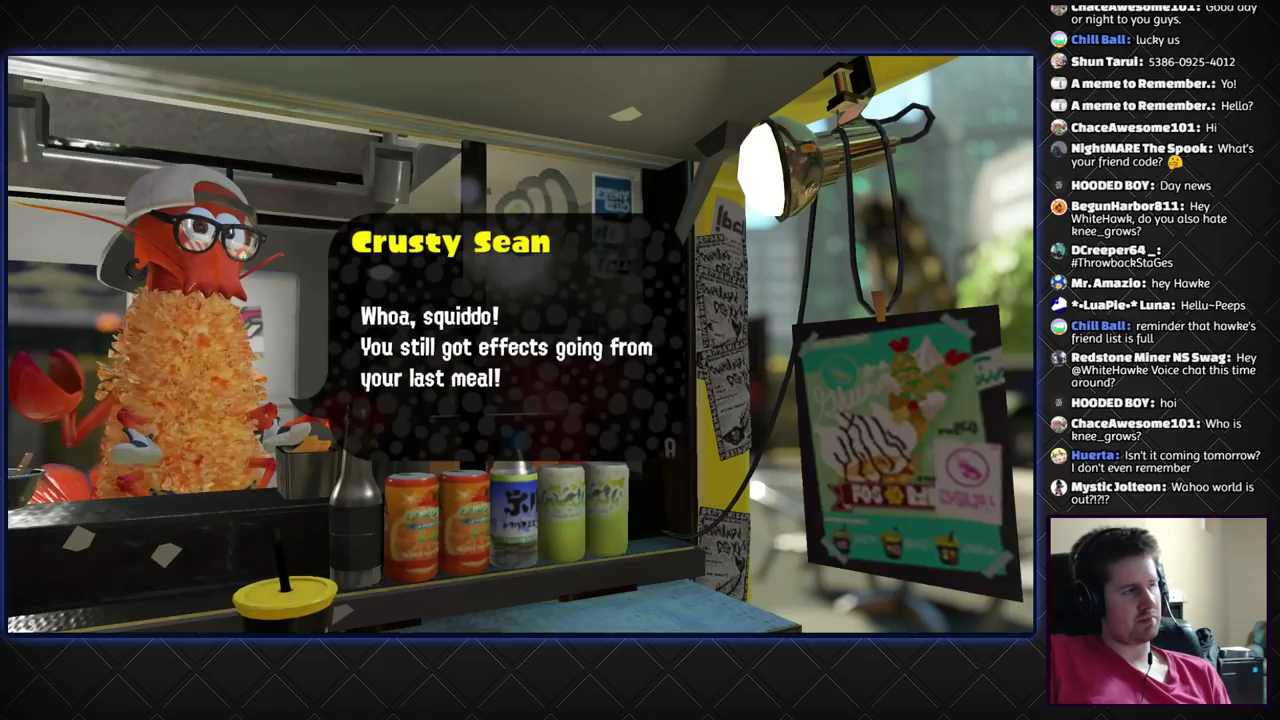 Crusty Sean
Whoa, squiddo!
You still got effects going from
your last meal!
ChaceAwesome101: Good day
or night to you guys.
Chill Ball: lucky us
Shun Tarui: 5386-0925-4012
A meme to Remember.: Yo!
A meme to Remember.: Hello?
ChaceAwesome101: Hi
NightMARE The Spook: What's
your friend code? 🤔
HOODED BOY: Day news
BegunHarbor811: Hey
WhiteHawk, do you also hate
knee_grows?
DCreeper64_:
#ThrowbackStaGes
Mr. Amazio: hey Hawke
*•LuaPie•* Luna: Hellu~Peeps
Chill Ball: reminder that hawke's
friend list is full
Redstone Miner NS Swag: Hey
@WhiteHawke Voice chat this time
around?
HOODED BOY: hoi
ChaceAwesome101: Who is
knee_grows?
Huerta: Isn't it coming tomorrow?
I don't even remember
Mystic Jolteon: Wahoo world is
out?!?!?